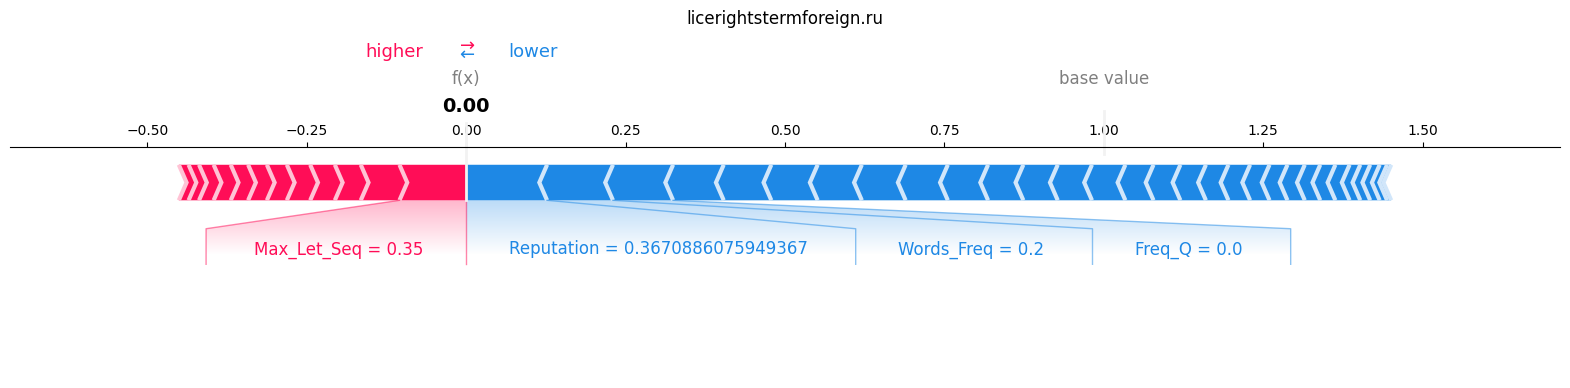 licerightstermforeign.ru
higher ⇄ lower
f(x) base value
0.00
−0.50 −0.25 0.00 0.25 0.50 0.75 1.00 1.25 1.50
Max_Let_Seq = 0.35 Reputation = 0.3670886075949367 Words_Freq = 0.2 Freq_Q = 0.0